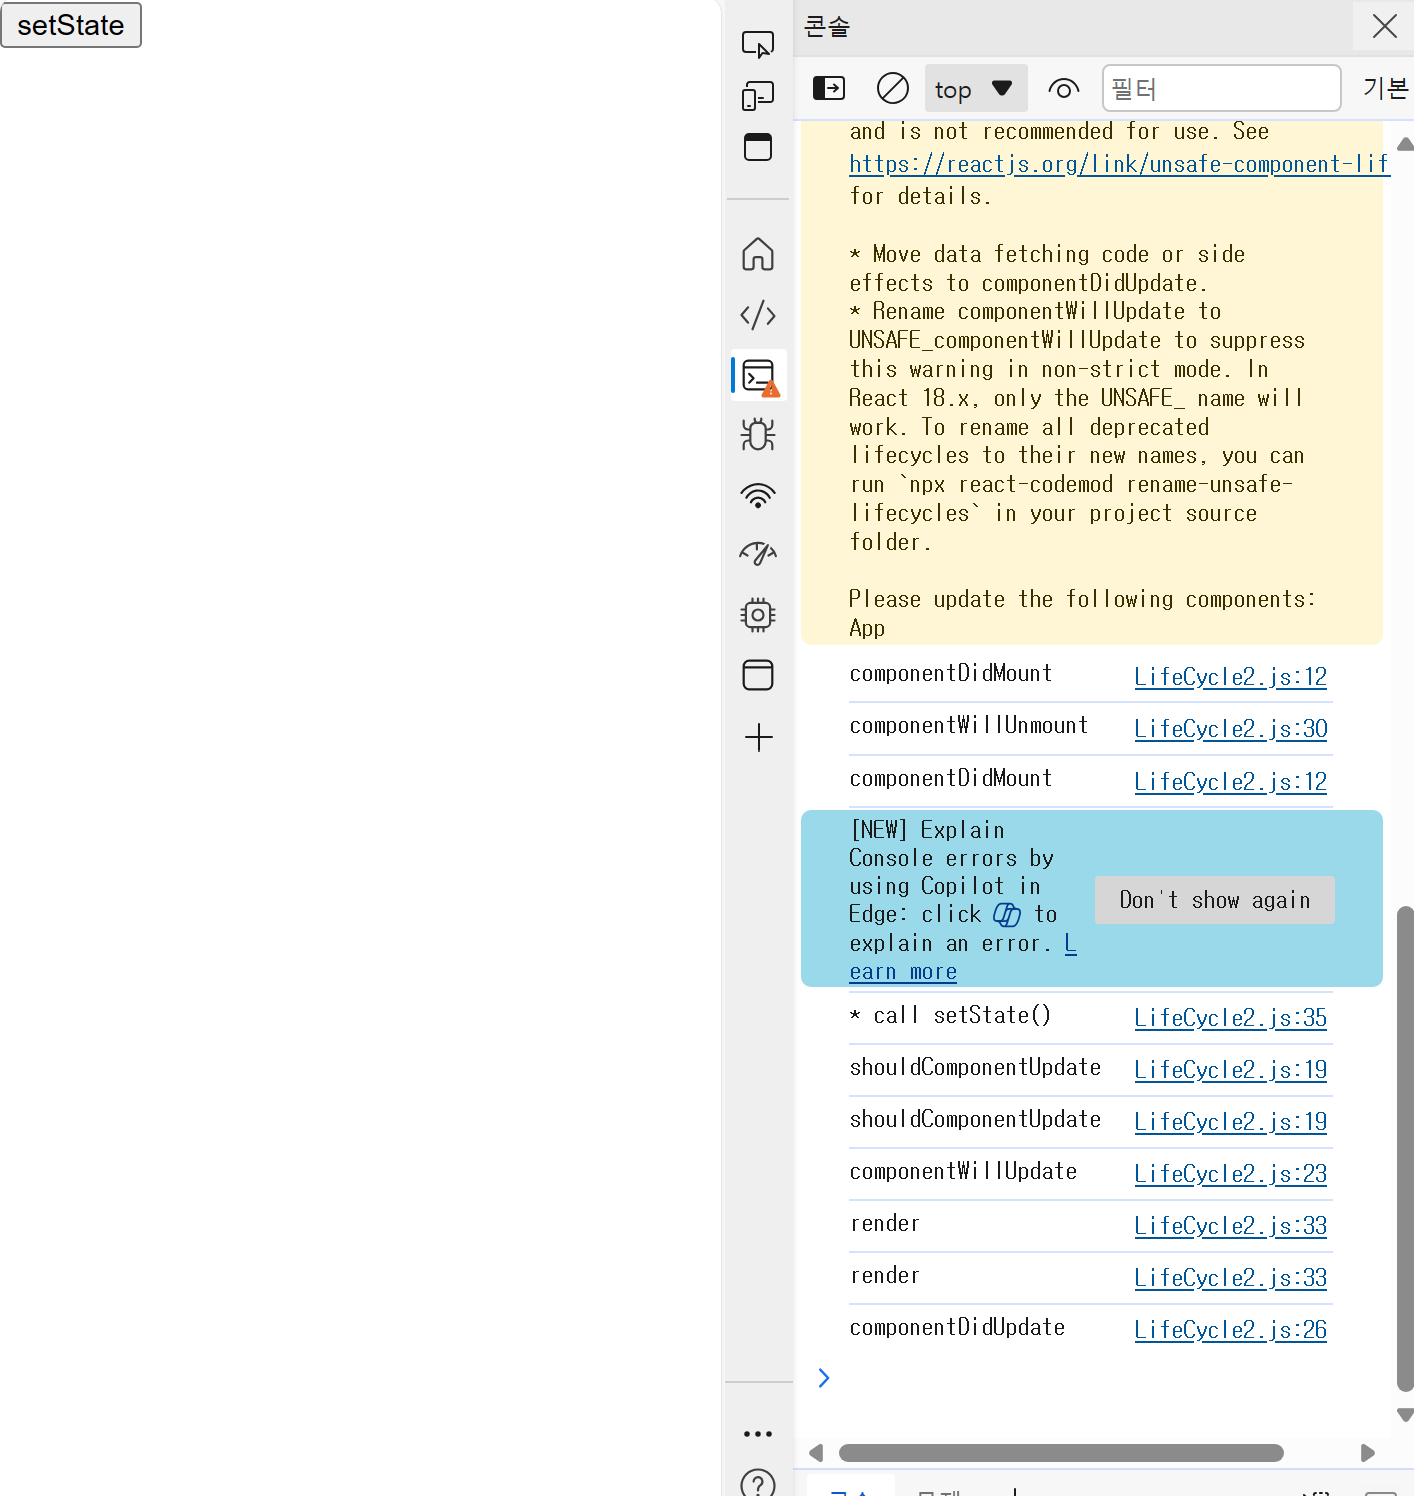 setState
콘솔
top
필터
기본
and is not recommended for use. See
https://reactjs.org/link/unsafe-component-lif
for details.
* Move data fetching code or side
effects to componentDidUpdate.
* Rename componentWillUpdate to
UNSAFE_componentWillUpdate to suppress
this warning in non-strict mode. In
React 18.x, only the UNSAFE_ name will
work. To rename all deprecated
lifecycles to their new names, you can
run `npx react-codemod rename-unsafe-
lifecycles` in your project source
folder.
Please update the following components:
App
componentDidMount LifeCycle2.js:12
componentWillUnmount LifeCycle2.js:30
componentDidMount LifeCycle2.js:12
[NEW] Explain
Console errors by
using Copilot in
Edge: click to
explain an error. L
earn more
Don't show again
* call setState() LifeCycle2.js:35
shouldComponentUpdate LifeCycle2.js:19
shouldComponentUpdate LifeCycle2.js:19
componentWillUpdate LifeCycle2.js:23
render LifeCycle2.js:33
render LifeCycle2.js:33
componentDidUpdate LifeCycle2.js:26